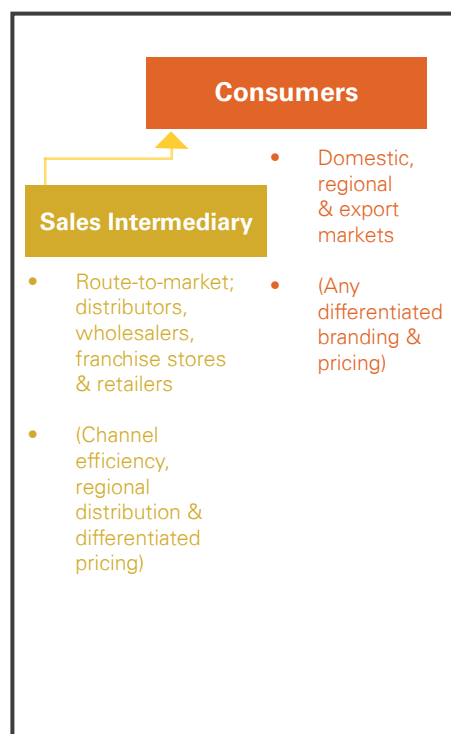 Consumers
• Domestic,
regional
& export
markets
• (Any
differentiated
branding &
pricing)
Sales Intermediary
• Route-to-market;
distributors,
wholesalers,
franchise stores
& retailers
• (Channel
efficiency,
regional
distribution &
differentiated
pricing)